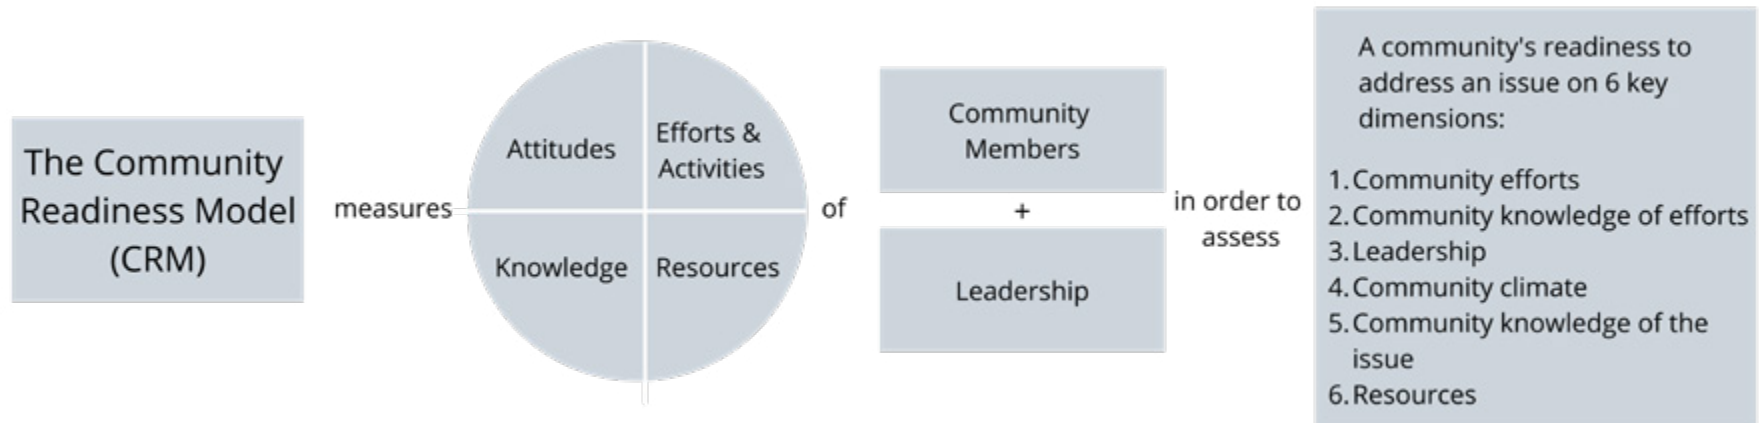 The Community
Readiness Model
(CRM)
measures
Attitudes
Efforts &
Activities
Knowledge
Resources
of
Community
Members
+
Leadership
in order to
assess
A community's readiness to
address an issue on 6 key
dimensions:
1. Community efforts
2. Community knowledge of efforts
3. Leadership
4. Community climate
5. Community knowledge of the
issue
6. Resources